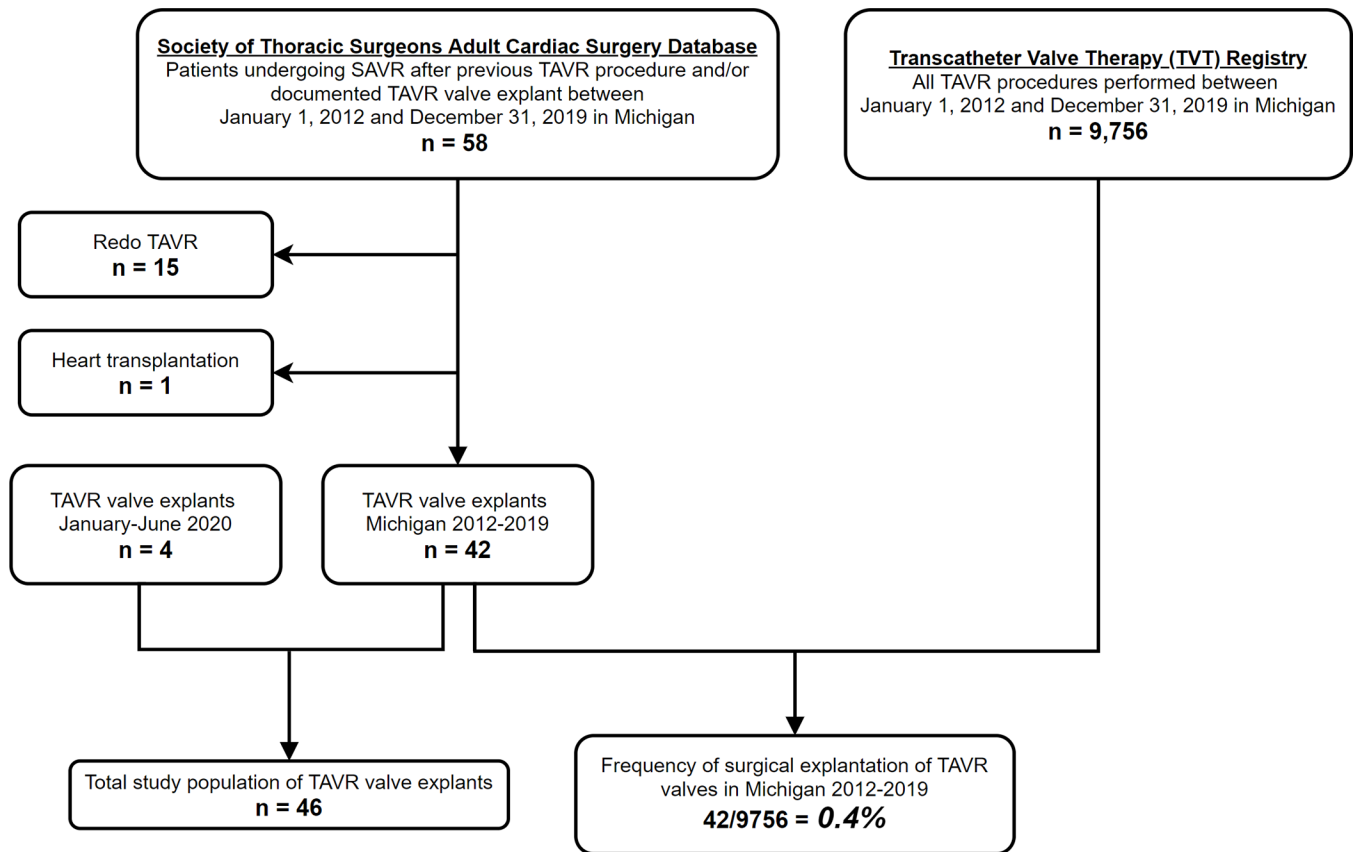 Society of Thoracic Surgeons Adult Cardiac Surgery Database
Patients undergoing SAVR after previous TAVR procedure and/or
documented TAVR valve explant between
January 1, 2012 and December 31, 2019 in Michigan
n = 58
Transcatheter Valve Therapy (TVT) Registry
All TAVR procedures performed between
January 1, 2012 and December 31, 2019 in Michigan
n = 9,756
Redo TAVR
n = 15
Heart transplantation
n = 1
TAVR valve explants
January-June 2020
n = 4
TAVR valve explants
Michigan 2012-2019
n = 42
Total study population of TAVR valve explants
n = 46
Frequency of surgical explantation of TAVR
valves in Michigan 2012-2019
42/9756 = 0.4%